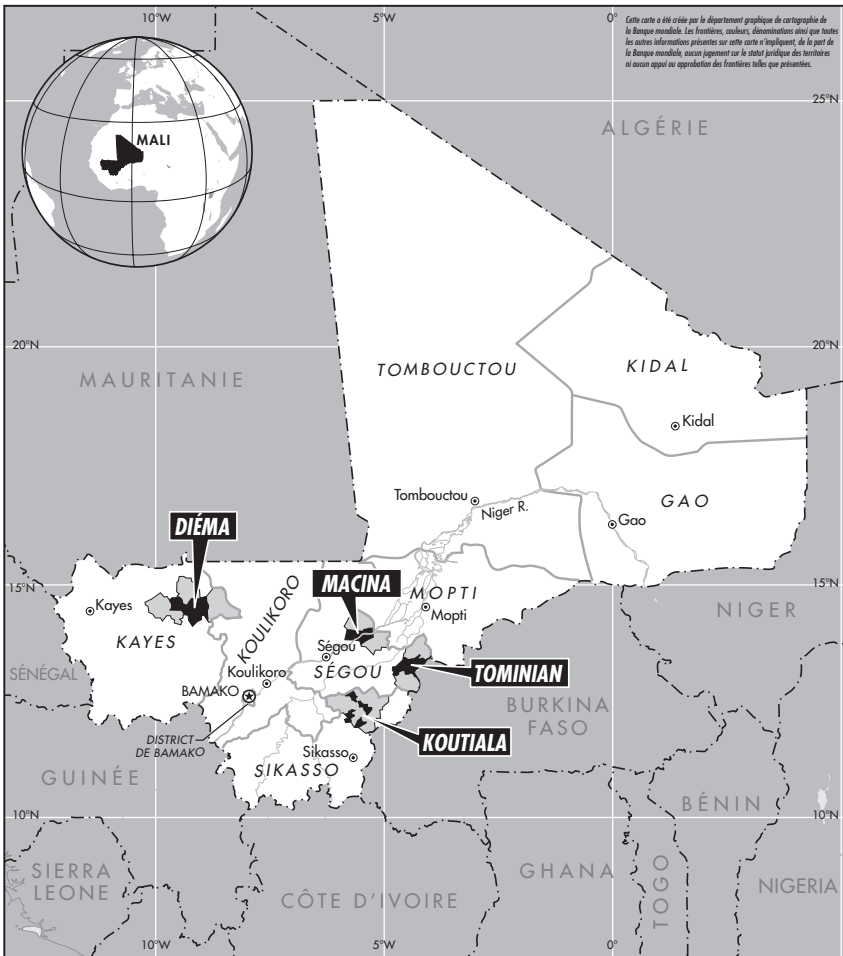 10°W
5°W
0°
Cette carte a été créée par le département graphique de cartographie de
la Banque mondiale. Les frontières, couleurs, dénominations ainsi que toutes
les autres informations présentes sur cette carte n'impliquent, de la part de
la Banque mondiale, aucun jugement sur le statut juridique des territoires
ni aucun appui ou approbation des frontières telles que présentées.
MALI
25°N
ALGÉRIE
20°N
20°N
MAURITANIE
TOMBOUCTOU
KIDAL
Kidal
Tombouctou
Niger R.
GAO
Gao
DIÉMA
15°N
15°N
Kayes
KAYES
KOULIKORO
MACINA
MOPTI
Mopti
NIGER
Ségou
SÉGOU
SÉNÉGAL
Koulikoro
BAMAKO
TOMINIAN
BURKINA
FASO
DISTRICT
DE BAMAKO
KOUTIALA
Sikasso
SIKASSO
GUINÉE
10°N
10°N
BÉNIN
SIERRA
LEONE
CÔTE D'IVOIRE
GHANA
TOGO
NIGERIA
10°W
5°W
0°